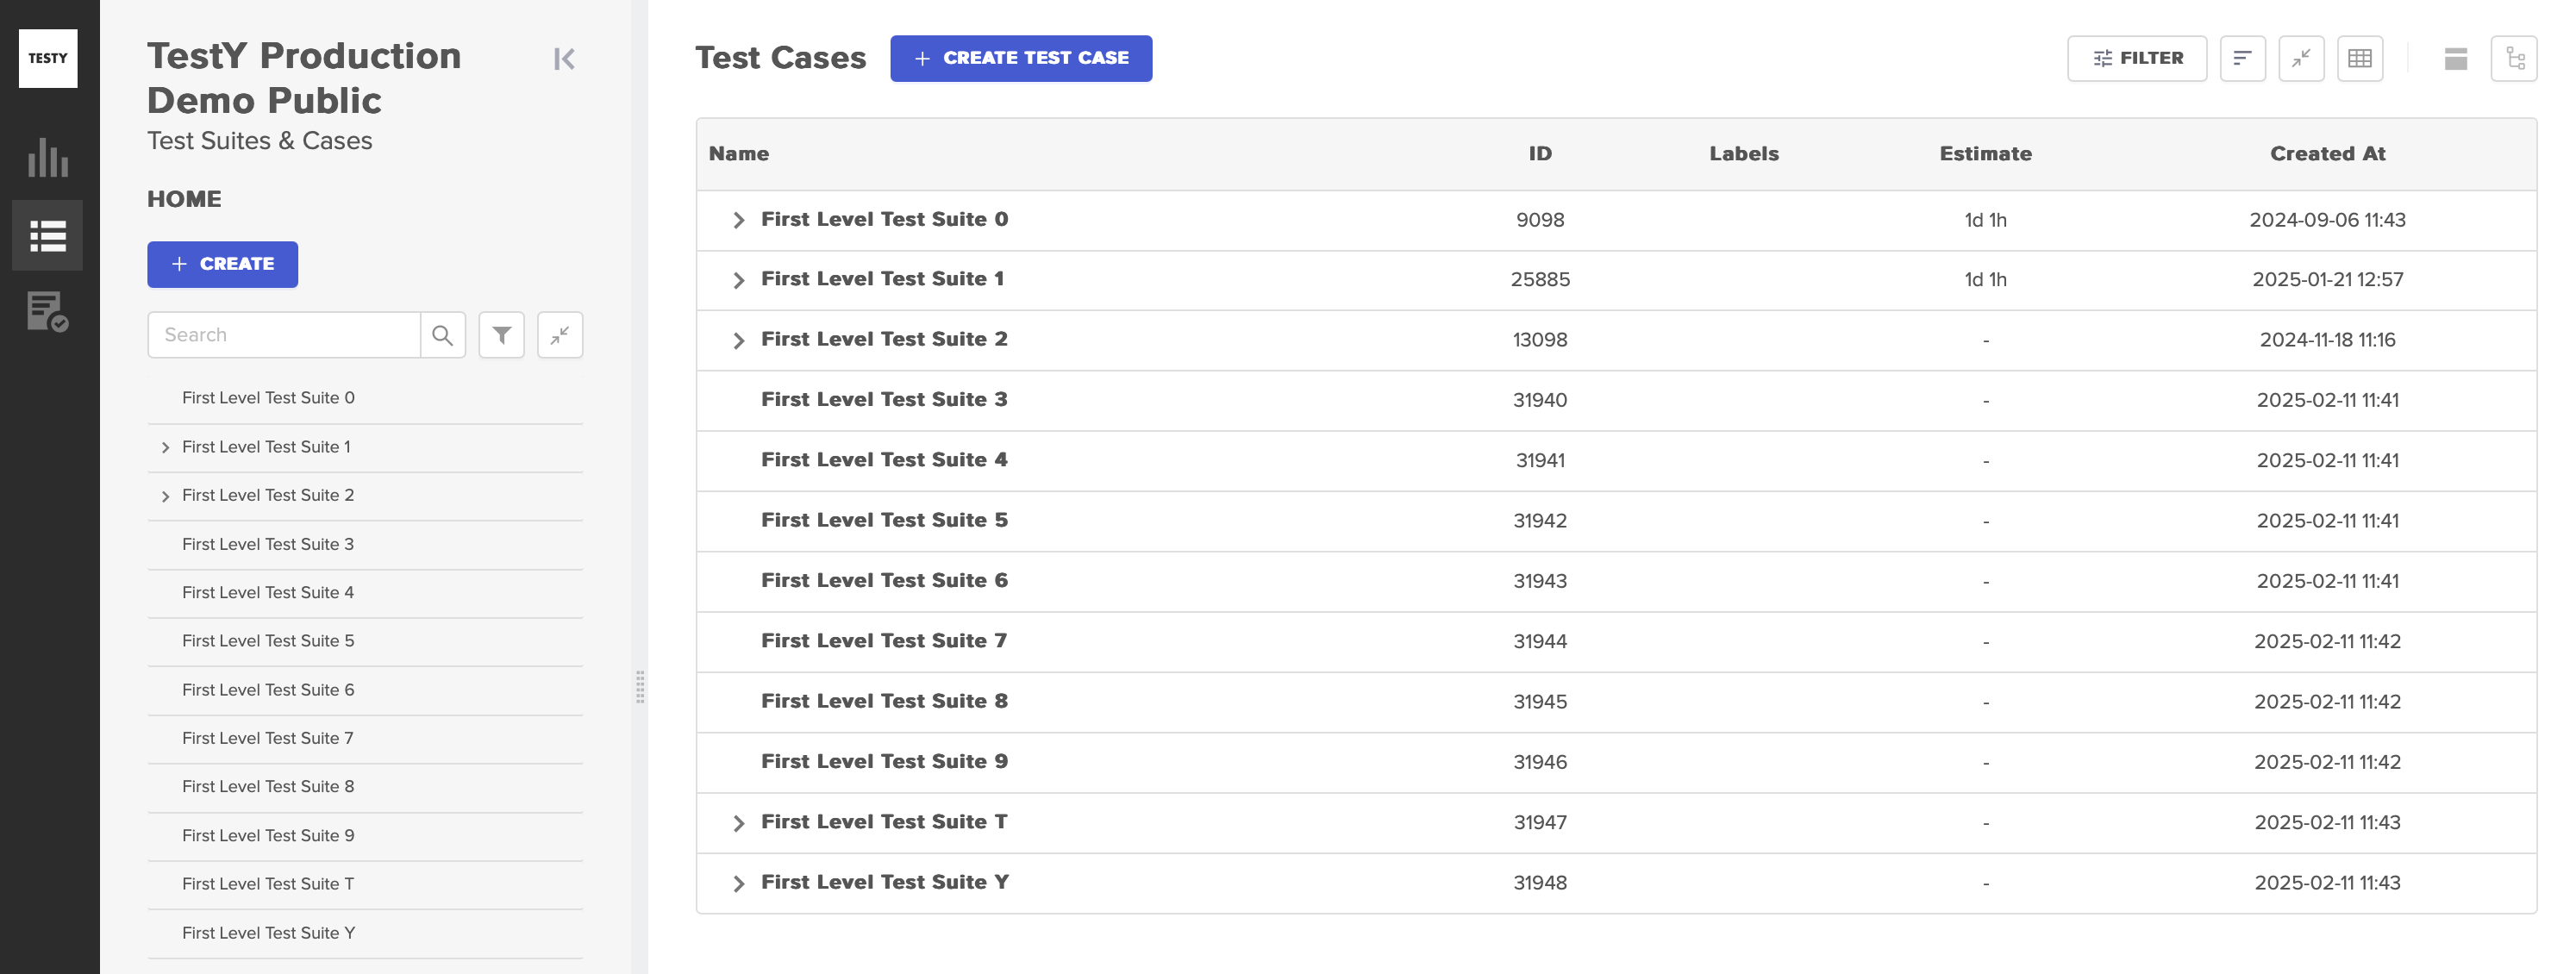 TESTY
TestY Production
Demo Public
Test Suites & Cases
HOME
+ CREATE
Search
First Level Test Suite 0
First Level Test Suite 1
First Level Test Suite 2
First Level Test Suite 3
First Level Test Suite 4
First Level Test Suite 5
First Level Test Suite 6
First Level Test Suite 7
First Level Test Suite 8
First Level Test Suite 9
First Level Test Suite T
First Level Test Suite Y
Test Cases + CREATE TEST CASE FILTER
Name ID Labels Estimate Created At
First Level Test Suite 0 9098 1d 1h 2024-09-06 11:43
First Level Test Suite 1 25885 1d 1h 2025-01-21 12:57
First Level Test Suite 2 13098 - 2024-11-18 11:16
First Level Test Suite 3 31940 - 2025-02-11 11:41
First Level Test Suite 4 31941 - 2025-02-11 11:41
First Level Test Suite 5 31942 - 2025-02-11 11:41
First Level Test Suite 6 31943 - 2025-02-11 11:41
First Level Test Suite 7 31944 - 2025-02-11 11:42
First Level Test Suite 8 31945 - 2025-02-11 11:42
First Level Test Suite 9 31946 - 2025-02-11 11:42
First Level Test Suite T 31947 - 2025-02-11 11:43
First Level Test Suite Y 31948 - 2025-02-11 11:43